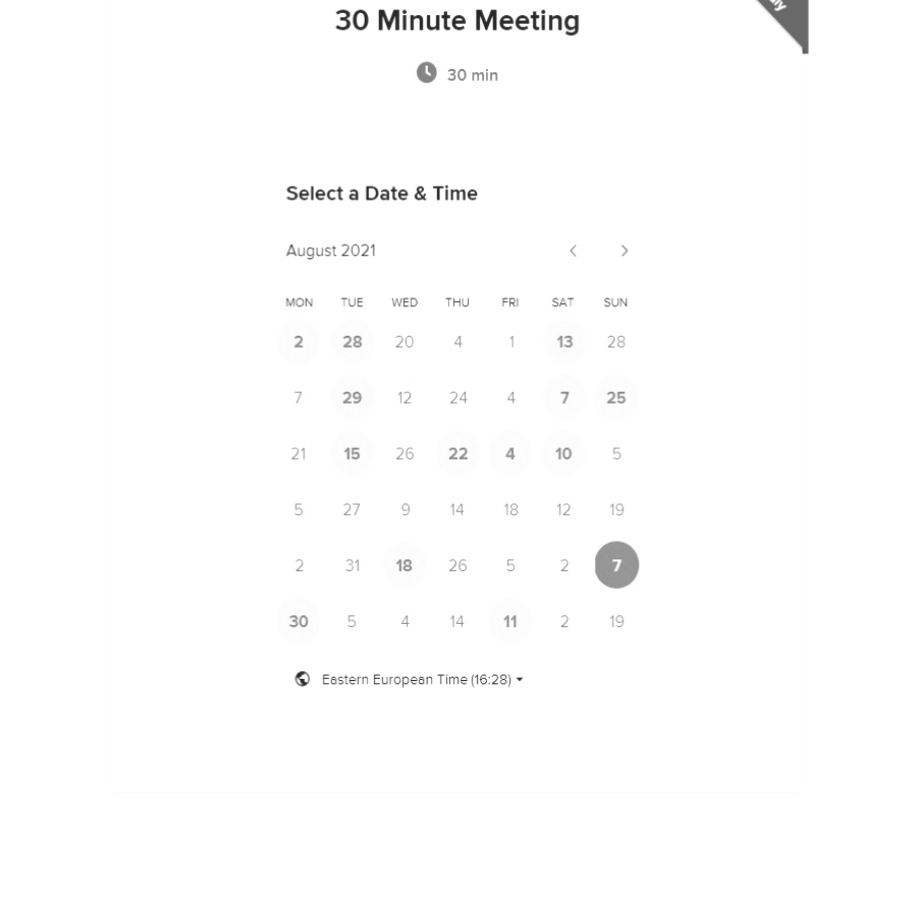 30 Minute Meeting
30 min
Select a Date & Time
August 2021
MON TUE WED THU FRI SAT SUN
2 28 20 4 1 13 28
7 29 12 24 4 7 25
21 15 26 22 4 10 5
5 27 9 14 18 12 19
2 31 18 26 5 2 7
30 5 4 14 11 2 19
Eastern European Time (16:28)